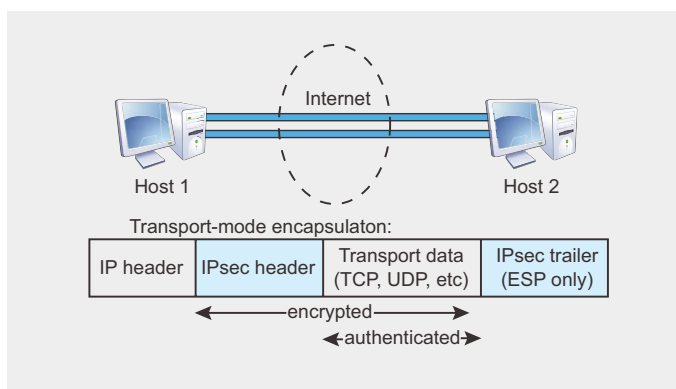 Internet
Host 1
Host 2
Transport-mode encapsulaton:
IP header
IPsec header
Transport data
(TCP, UDP, etc)
IPsec trailer
(ESP only)
encrypted
authenticated